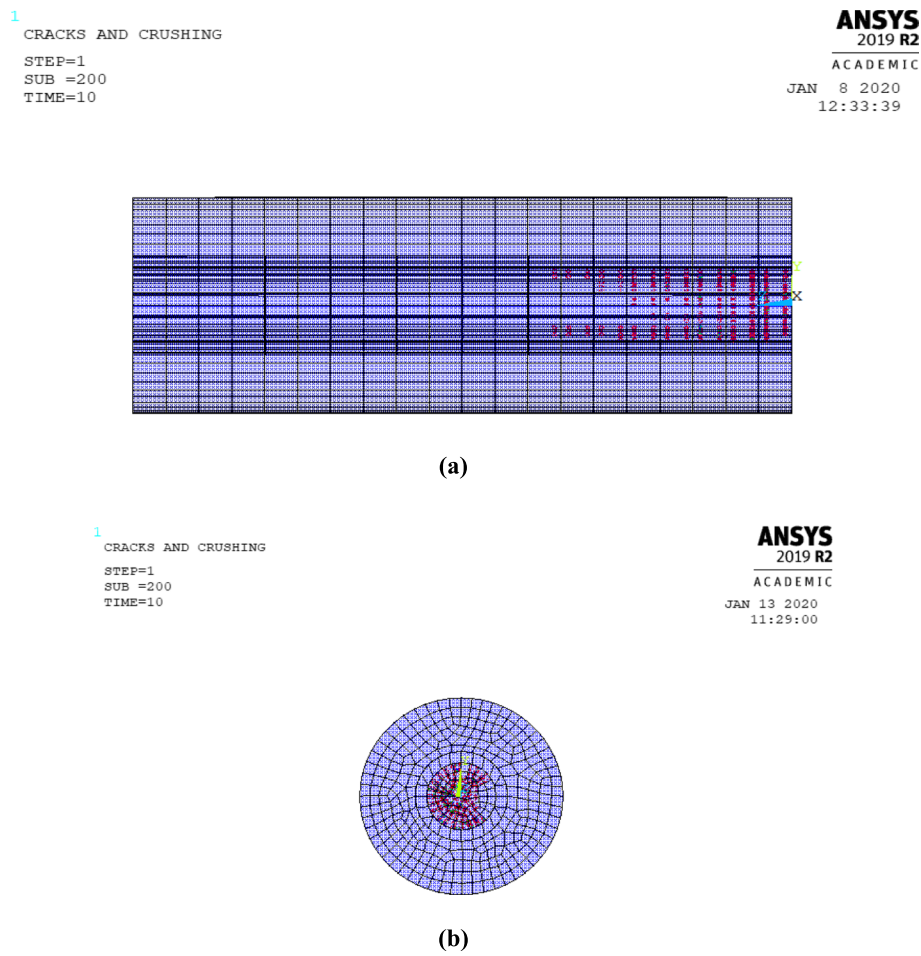 1
CRACKS AND CRUSHING
STEP=1
SUB =200
TIME=10
ANSYS
2019 R2
ACADEMIC
JAN 8 2020
12:33:39
Y
X
(a)
1
CRACKS AND CRUSHING
STEP=1
SUB =200
TIME=10
ANSYS
2019 R2
ACADEMIC
JAN 13 2020
11:29:00
(b)